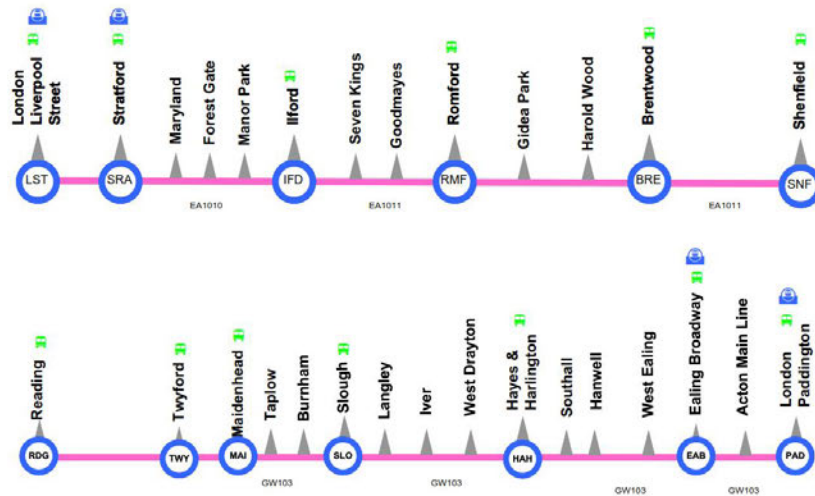 London
Liverpool
Street
Stratford
Maryland
Forest Gate
Manor Park
Ilford
Seven Kings
Goodmayes
Romford
Gidea Park
Harold Wood
Brentwood
Shenfield
LST
SRA
IFD
RMF
BRE
SNF
EA1010
EA1011
EA1011
Reading
Twyford
Maidenhead
Taplow
Burnham
Slough
Langley
Iver
West Drayton
Hayes &
Harlington
Southall
Hanwell
West Ealing
Ealing Broadway
Acton Main Line
London
Paddington
RDG
TWY
MAI
SLO
HAH
EAB
PAD
GW103
GW103
GW103
GW103